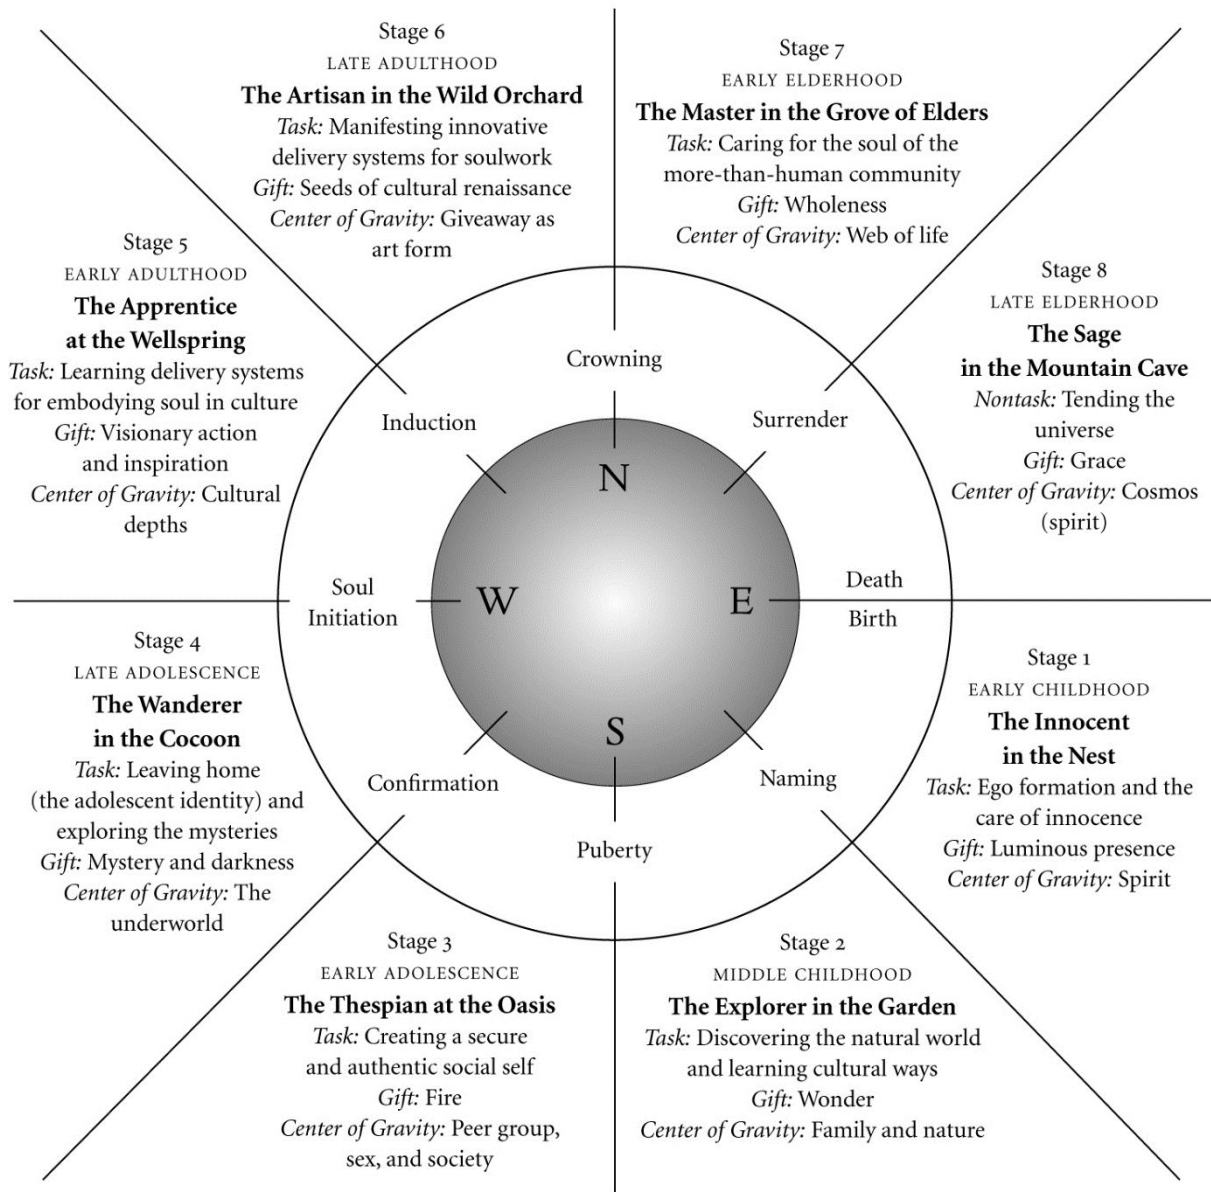 Stage 6
LATE ADULTHOOD
The Artisan in the Wild Orchard
Task: Manifesting innovative
delivery systems for soulwork
Gift: Seeds of cultural renaissance
Center of Gravity: Giveaway as
art form
Stage 7
EARLY ELDERHOOD
The Master in the Grove of Elders
Task: Caring for the soul of the
more-than-human community
Gift: Wholeness
Center of Gravity: Web of life
Stage 5
EARLY ADULTHOOD
The Apprentice
at the Wellspring
Task: Learning delivery systems
for embodying soul in culture
Gift: Visionary action
and inspiration
Center of Gravity: Cultural
depths
Stage 8
LATE ELDERHOOD
The Sage
in the Mountain Cave
Nontask: Tending the
universe
Gift: Grace
Center of Gravity: Cosmos
(spirit)
Crowning
Induction
Surrender
N
Soul
Initiation
W
E
Death
Birth
S
Confirmation
Naming
Puberty
Stage 4
LATE ADOLESCENCE
The Wanderer
in the Cocoon
Task: Leaving home
(the adolescent identity) and
exploring the mysteries
Gift: Mystery and darkness
Center of Gravity: The
underworld
Stage 1
EARLY CHILDHOOD
The Innocent
in the Nest
Task: Ego formation and the
care of innocence
Gift: Luminous presence
Center of Gravity: Spirit
Stage 3
EARLY ADOLESCENCE
The Thespian at the Oasis
Task: Creating a secure
and authentic social self
Gift: Fire
Center of Gravity: Peer group,
sex, and society
Stage 2
MIDDLE CHILDHOOD
The Explorer in the Garden
Task: Discovering the natural world
and learning cultural ways
Gift: Wonder
Center of Gravity: Family and nature